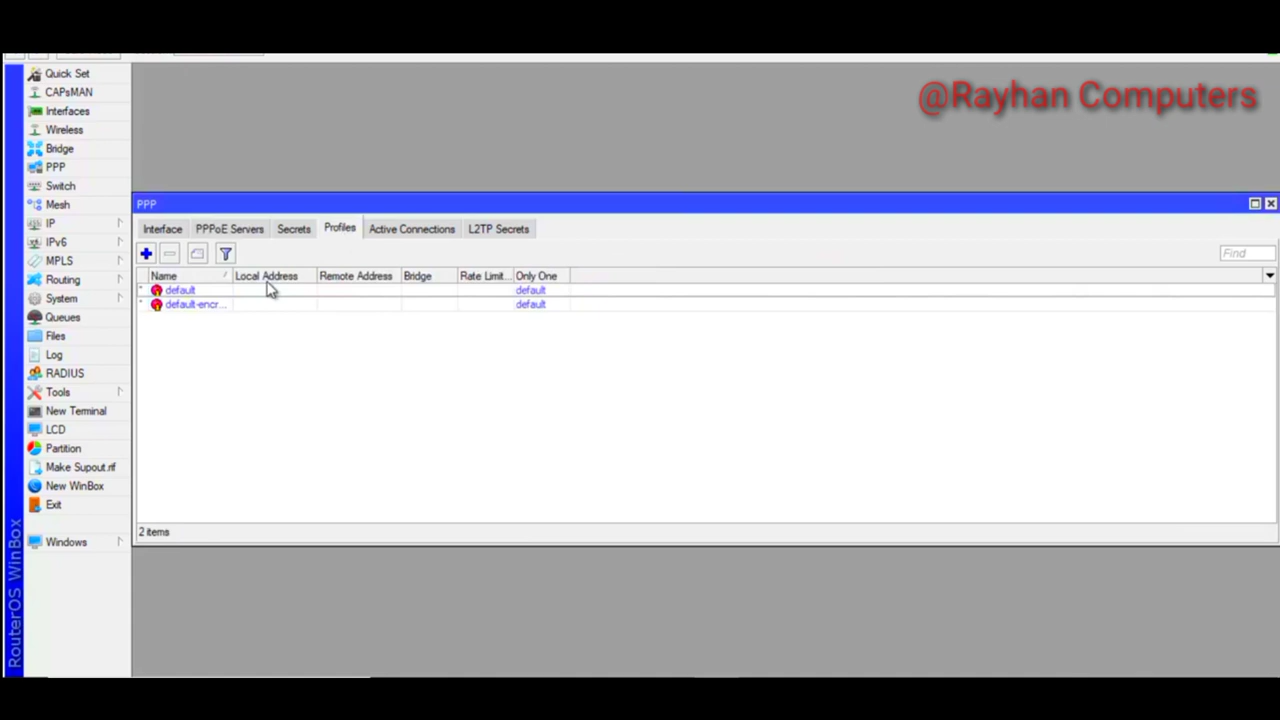 @Rayhan Computers
Quick Set
CAPsMAN
Interfaces
Wireless
Bridge
PPP
Switch
Mesh
IP
IPv6
MPLS
Routing
System
Queues
Files
Log
RADIUS
Tools
New Terminal
LCD
Partition
Make Supout.rif
New WinBox
Exit
Windows
RouterOS WinBox
PPP
Interface PPPoE Servers Secrets Profiles Active Connections L2TP Secrets
Find
Name Local Address Remote Address Bridge Rate Limit... Only One
default default
default-encr... default
2 items